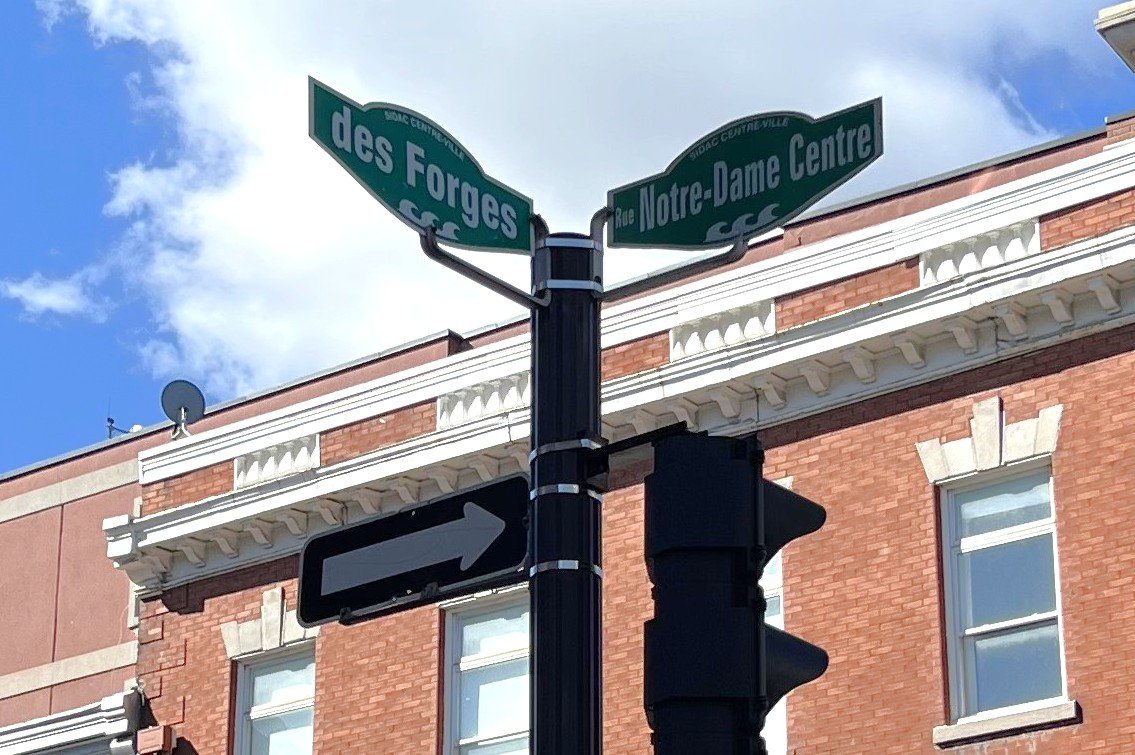 SIDAC CENTRE-VILLE
des Forges
SIDAC CENTRE-VILLE
Rue Notre-Dame Centre